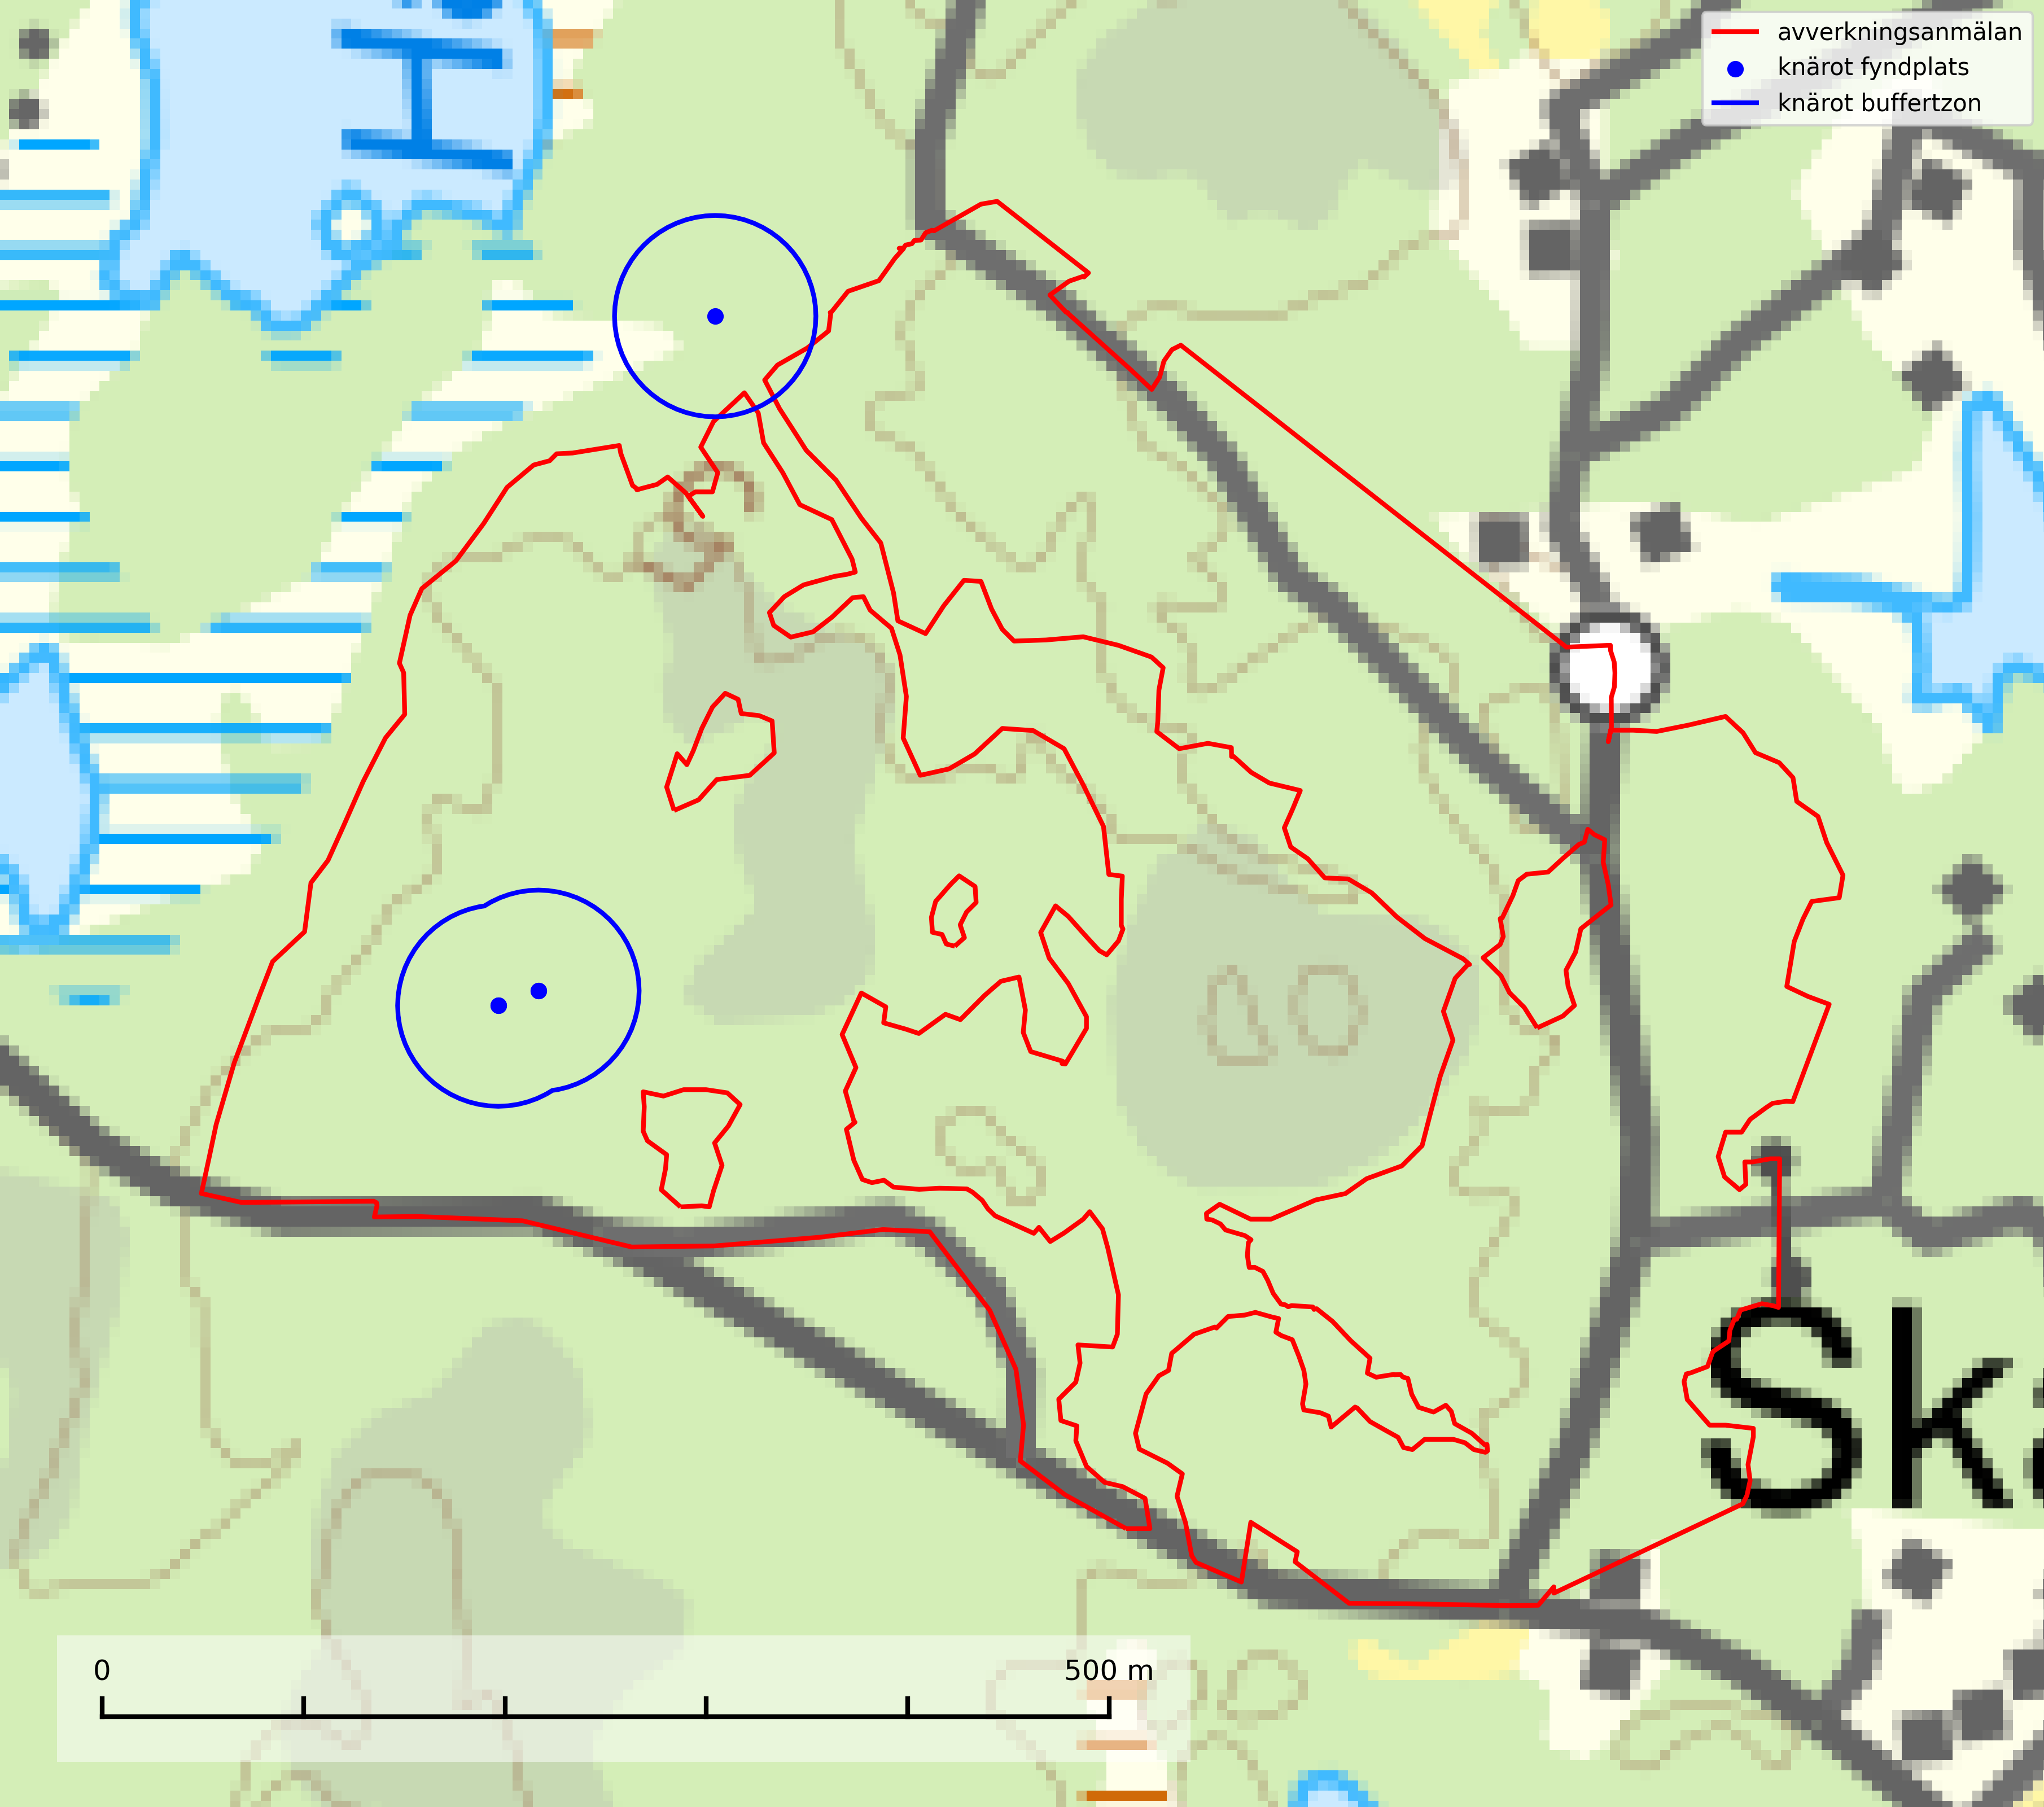 avverkningsanmälan
knärot fyndplats
knärot buffertzon
Sk
0 500 m